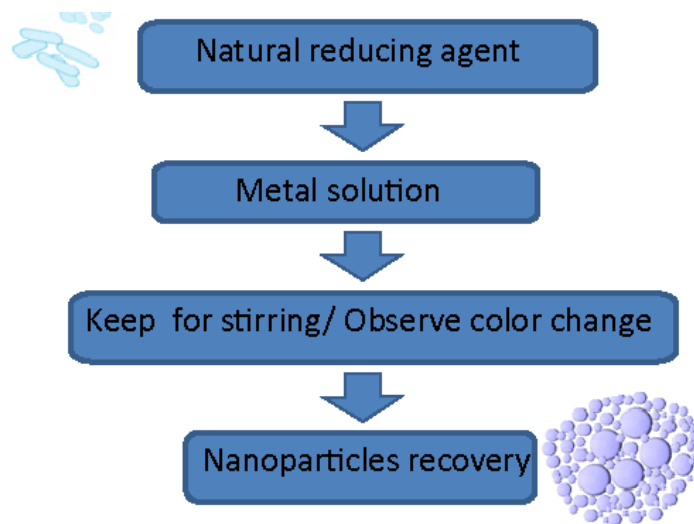 Natural reducing agent
Metal solution
Keep for stirring/ Observe color change
Nanoparticles recovery